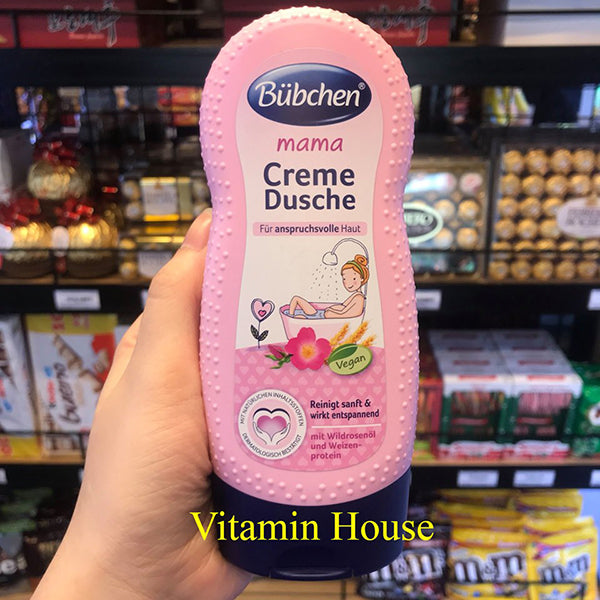 Bübchen®
mama
Creme
Dusche
Für anspruchsvolle Haut
Vegan
Reinigt sanft &
wirkt entspannend
mit Wildrosenöl
und Weizen-
protein
MIT NATÜRLICHEN INHALTSSTOFFEN
DERMATOLOGISCH BESTÄTIGT
bueno
Vitamin House
m&m's